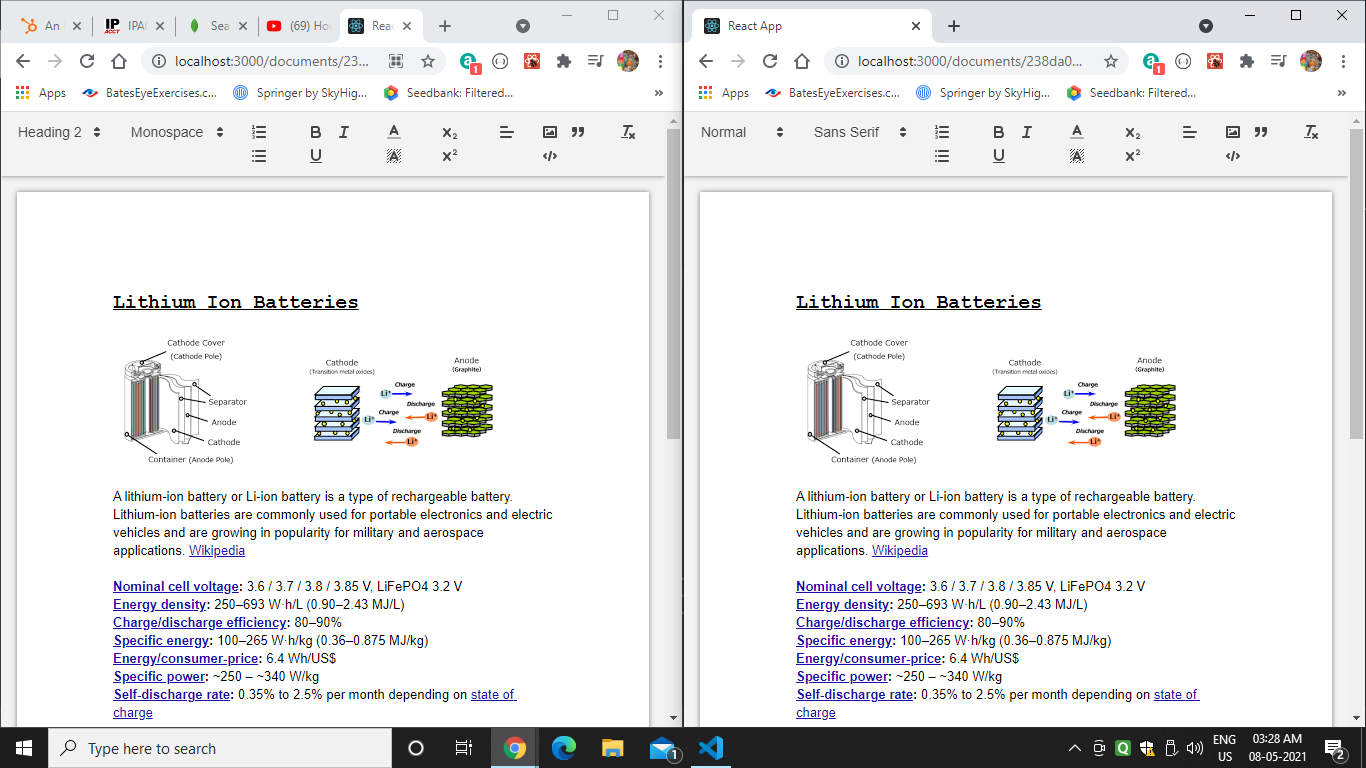 An
IPAC
Sea
(69) Ho
Rea
React App
localhost:3000/documents/23...
localhost:3000/documents/238da0...
Apps
BatesEyeExercises.c...
Springer by SkyHig...
Seedbank: Filtered...
»
Apps
BatesEyeExercises.c...
Springer by SkyHig...
Seedbank: Filtered...
»
Heading 2
Monospace
Normal
Sans Serif
Lithium Ion Batteries
Cathode Cover
(Cathode Pole)
Separator
Anode
Cathode
Container (Anode Pole)
Cathode
(Transition metal oxides)
Anode
(Graphite)
Li⁺
Charge
Discharge
Li⁺
Li⁺
Charge
Discharge
Li⁺
A lithium-ion battery or Li-ion battery is a type of rechargeable battery.
Lithium-ion batteries are commonly used for portable electronics and electric
vehicles and are growing in popularity for military and aerospace
applications. Wikipedia
Nominal cell voltage: 3.6 / 3.7 / 3.8 / 3.85 V, LiFePO4 3.2 V
Energy density: 250–693 W·h/L (0.90–2.43 MJ/L)
Charge/discharge efficiency: 80–90%
Specific energy: 100–265 W·h/kg (0.36–0.875 MJ/kg)
Energy/consumer-price: 6.4 Wh/US$
Specific power: ~250 – ~340 W/kg
Self-discharge rate: 0.35% to 2.5% per month depending on state of
charge
Lithium Ion Batteries
Cathode Cover
(Cathode Pole)
Separator
Anode
Cathode
Container (Anode Pole)
Cathode
(Transition metal oxides)
Anode
(Graphite)
Li⁺
Charge
Discharge
Li⁺
Li⁺
Charge
Discharge
Li⁺
A lithium-ion battery or Li-ion battery is a type of rechargeable battery.
Lithium-ion batteries are commonly used for portable electronics and electric
vehicles and are growing in popularity for military and aerospace
applications. Wikipedia
Nominal cell voltage: 3.6 / 3.7 / 3.8 / 3.85 V, LiFePO4 3.2 V
Energy density: 250–693 W·h/L (0.90–2.43 MJ/L)
Charge/discharge efficiency: 80–90%
Specific energy: 100–265 W·h/kg (0.36–0.875 MJ/kg)
Energy/consumer-price: 6.4 Wh/US$
Specific power: ~250 – ~340 W/kg
Self-discharge rate: 0.35% to 2.5% per month depending on state of
charge
Type here to search
1
ENG
US
03:28 AM
08-05-2021
2